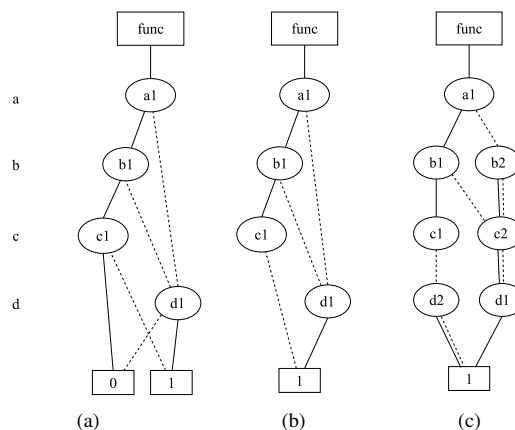 func func func
a a1 a1 a1
b b1 b1 b1 b2
c c1 c1 c1 c2
d d1 d1 d2 d1
0 1 1 1
(a) (b) (c)